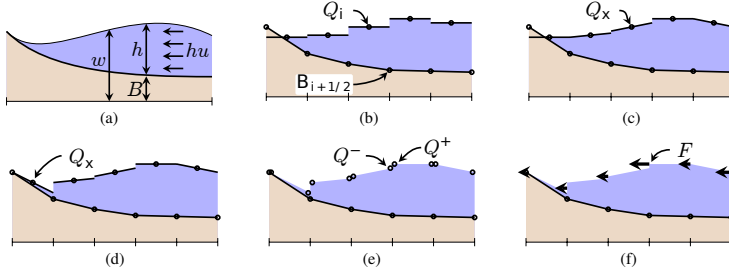 w
h
hu
B
(a)
Q_i
B_{i+1/2}
(b)
Q_x
(c)
Q_x
(d)
Q^- Q^+
(e)
F
(f)